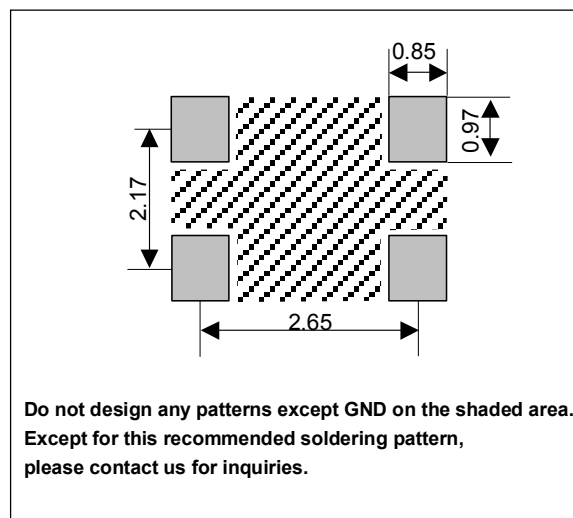 0.85
0.97
2.17
2.65
Do not design any patterns except GND on the shaded area.
Except for this recommended soldering pattern,
please contact us for inquiries.